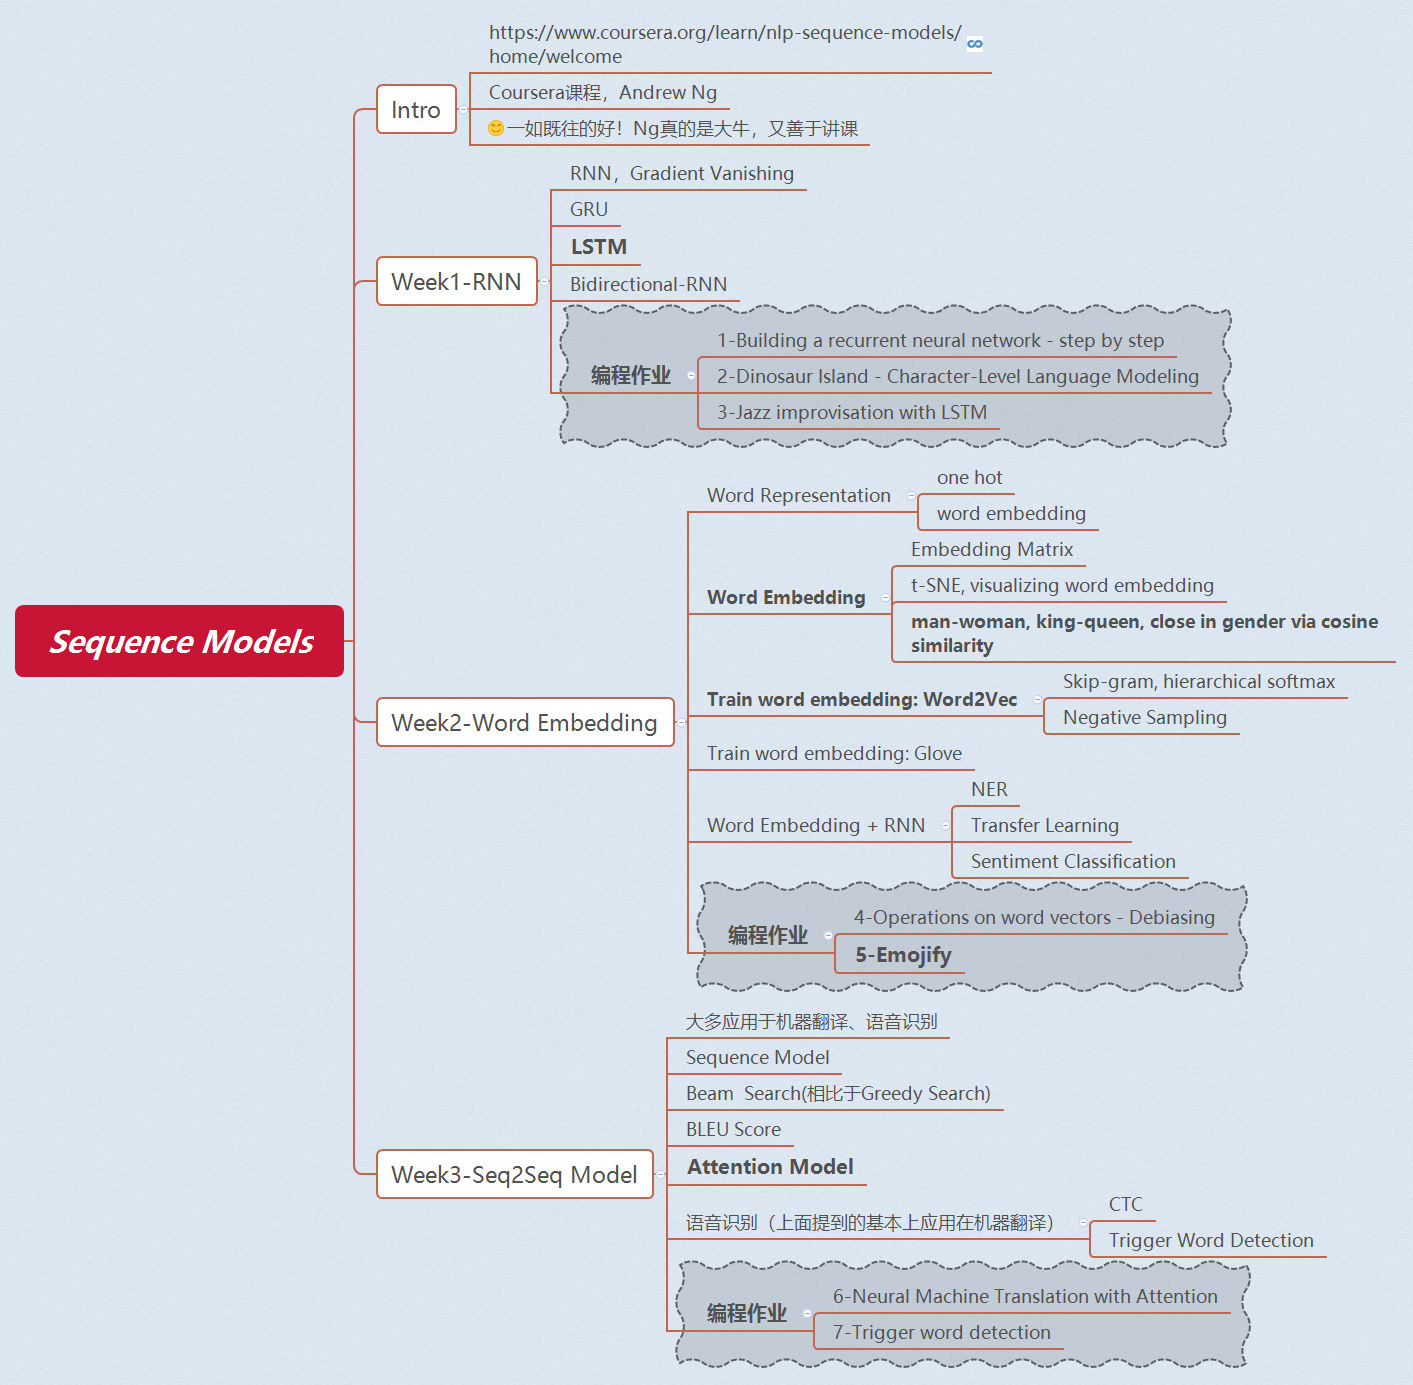 Sequence Models
Intro
https://www.coursera.org/learn/nlp-sequence-models/
home/welcome
Coursera课程，Andrew Ng
😊一如既往的好！Ng真的是大牛，又善于讲课
Week1-RNN
RNN，Gradient Vanishing
GRU
LSTM
Bidirectional-RNN
编程作业
1-Building a recurrent neural network - step by step
2-Dinosaur Island - Character-Level Language Modeling
3-Jazz improvisation with LSTM
Week2-Word Embedding
Word Representation
one hot
word embedding
Word Embedding
Embedding Matrix
t-SNE, visualizing word embedding
man-woman, king-queen, close in gender via cosine
similarity
Train word embedding: Word2Vec
Skip-gram, hierarchical softmax
Negative Sampling
Train word embedding: Glove
Word Embedding + RNN
NER
Transfer Learning
Sentiment Classification
编程作业
4-Operations on word vectors - Debiasing
5-Emojify
Week3-Seq2Seq Model
大多应用于机器翻译、语音识别
Sequence Model
Beam  Search(相比于Greedy Search)
BLEU Score
Attention Model
语音识别（上面提到的基本上应用在机器翻译）
CTC
Trigger Word Detection
编程作业
6-Neural Machine Translation with Attention
7-Trigger word detection